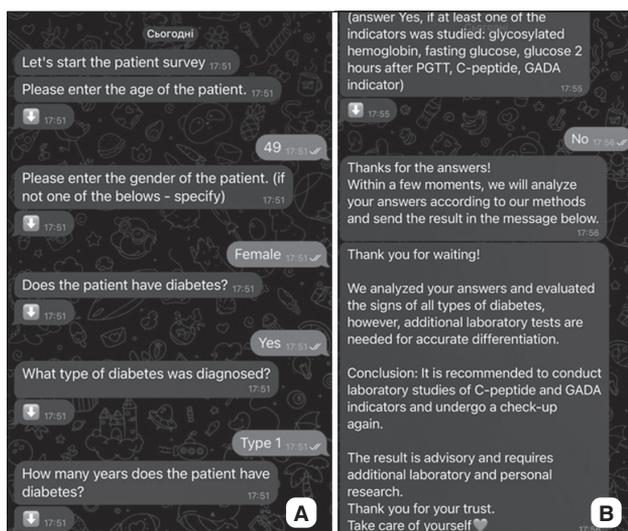 Сьогодні
Let's start the patient survey 17:51
Please enter the age of the patient. 17:51
17:51
49 17:51
Please enter the gender of the patient. (if
not one of the belows - specify) 17:51
17:51
Female 17:51
Does the patient have diabetes? 17:51
17:51
Yes 17:51
What type of diabetes was diagnosed?
17:51
17:51
Type 1 17:51
How many years does the patient have
diabetes? 17:51
17:51
A
(answer Yes, if at least one of the
indicators was studied: glycosylated
hemoglobin, fasting glucose, glucose 2
hours after PGTT, C-peptide, GADA
indicator) 17:55
17:55
No 17:56
Thanks for the answers!
Within a few moments, we will analyze
your answers according to our methods
and send the result in the message below.
17:56
Thank you for waiting!
We analyzed your answers and evaluated
the signs of all types of diabetes,
however, additional laboratory tests are
needed for accurate differentiation.
Conclusion: It is recommended to conduct
laboratory studies of C-peptide and GADA
indicators and undergo a check-up
again.
The result is advisory and requires
additional laboratory and personal
research.
Thank you for your trust.
Take care of yourself
B